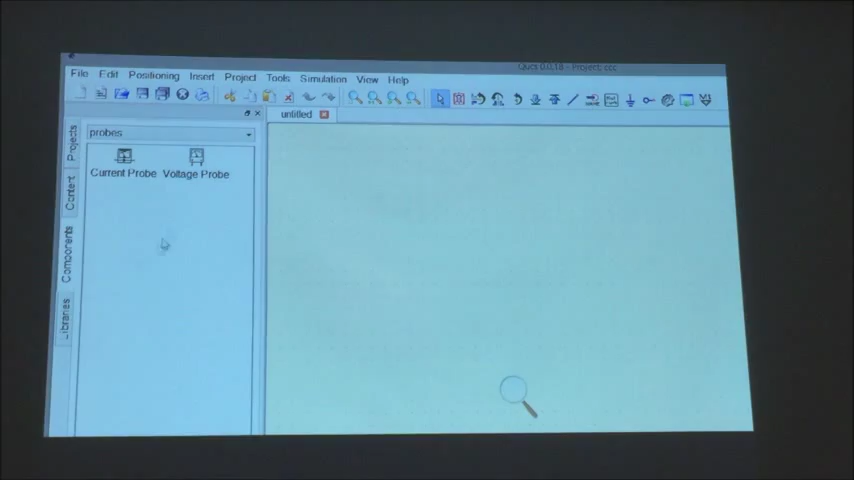 Qucs 0.0.18 - Project: ccc
File Edit Positioning Insert Project Tools Simulation View Help
untitled
probes
Current Probe Voltage Probe
Projects
Content
Components
Libraries